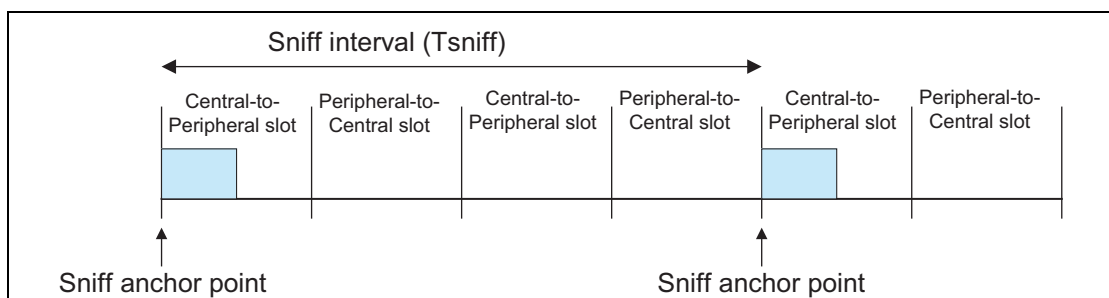 Sniff interval (Tsniff)
Central-to-
Peripheral slot
Peripheral-to-
Central slot
Central-to-
Peripheral slot
Peripheral-to-
Central slot
Central-to-
Peripheral slot
Peripheral-to-
Central slot
Sniff anchor point
Sniff anchor point